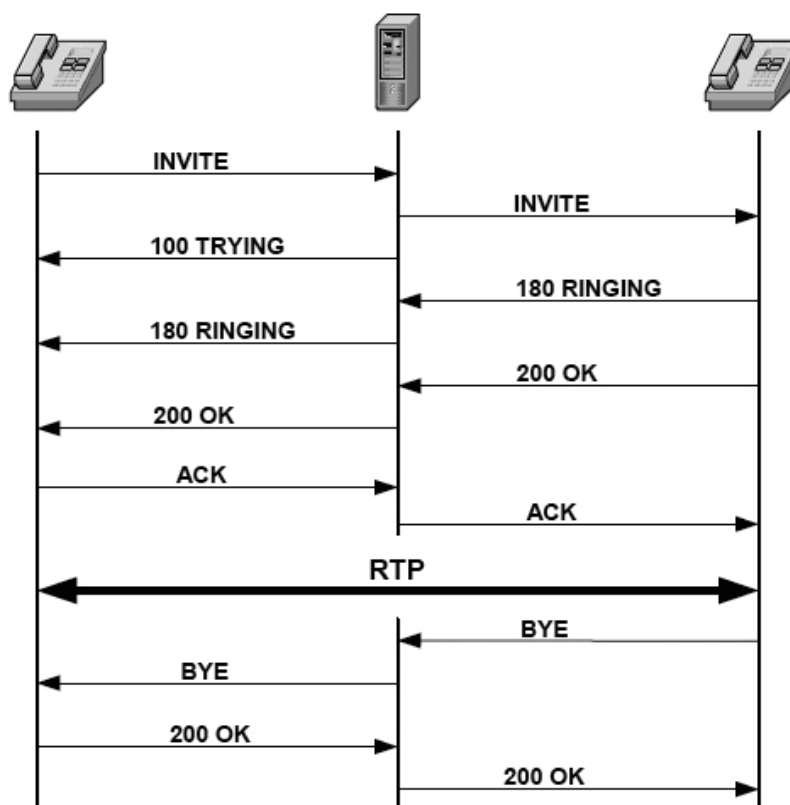 INVITE
INVITE
100 TRYING
180 RINGING
180 RINGING
200 OK
200 OK
ACK
ACK
RTP
BYE
BYE
200 OK
200 OK